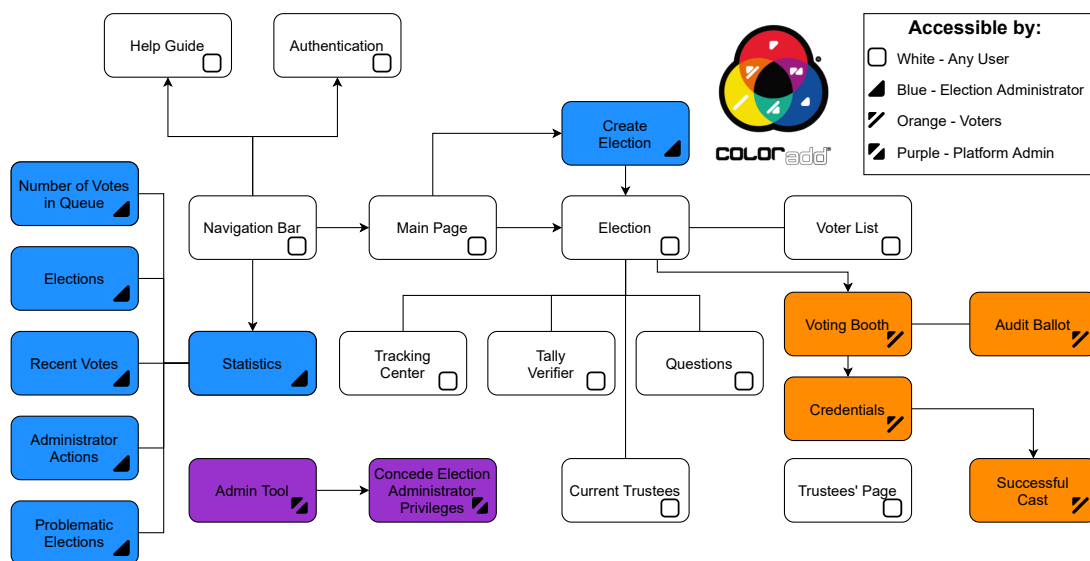 Help Guide
Authentication
Accessible by:
White - Any User
Blue - Election Administrator
Orange - Voters
Purple - Platform Admin
COLORadd
Create
Election
Number of Votes
in Queue
Navigation Bar
Main Page
Election
Voter List
Elections
Voting Booth
Audit Ballot
Recent Votes
Statistics
Tracking
Center
Tally
Verifier
Questions
Credentials
Administrator
Actions
Admin Tool
Concede Election
Administrator
Privileges
Current Trustees
Trustees' Page
Successful
Cast
Problematic
Elections